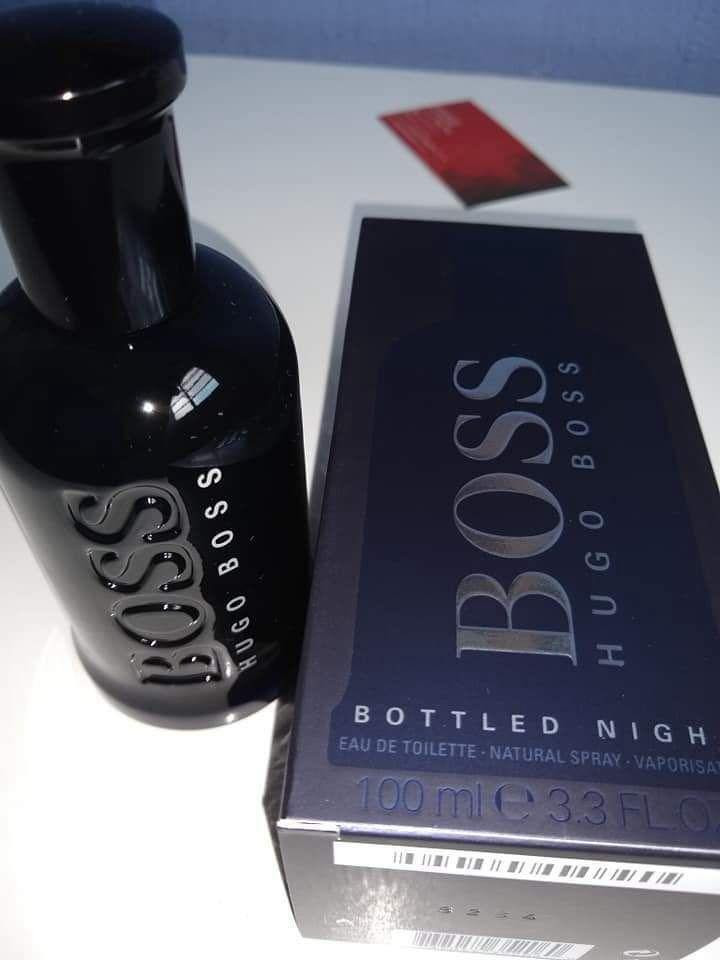 BOSS
HUGO BOSS
BOSS
HUGO BOSS
BOTTLED NIGH
EAU DE TOILETTE · NATURAL SPRAY · VAPORISAT
100 ml e 3.3 FL.OZ